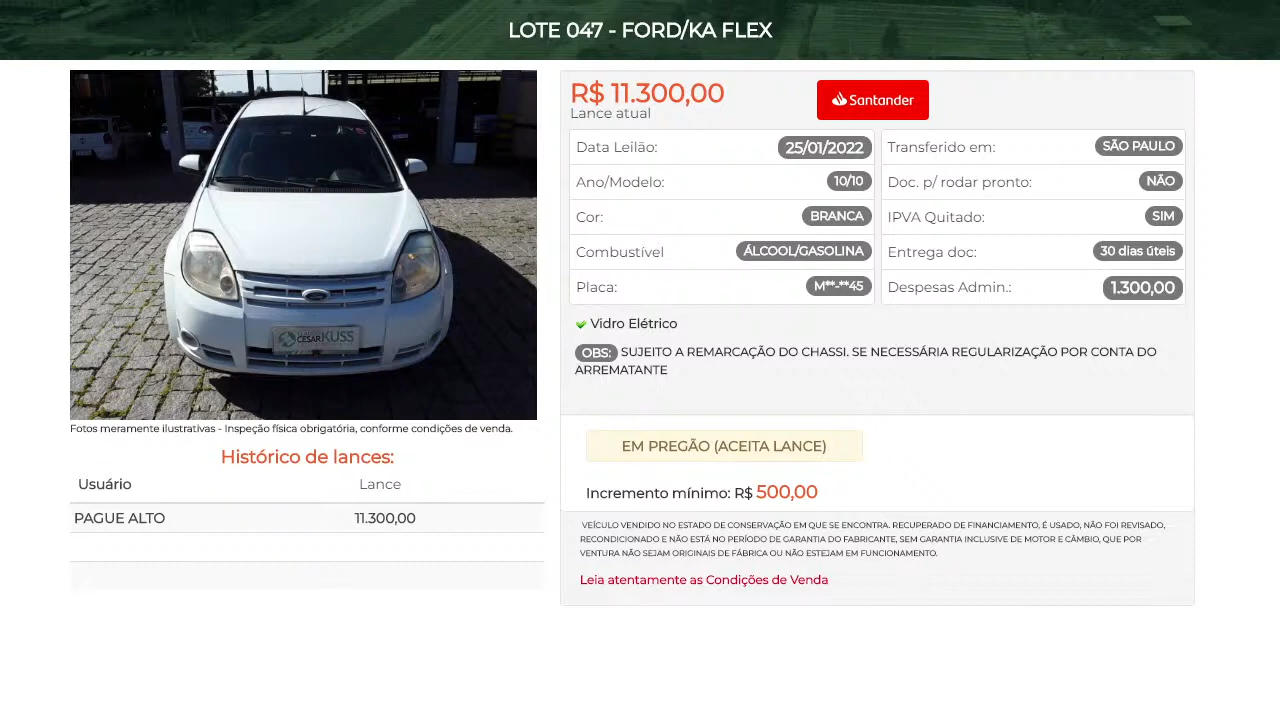 LOTE 047 - FORD/KA FLEX
CESAR KUSS
Fotos meramente ilustrativas - Inspeção física obrigatória, conforme condições de venda.
Histórico de lances:
Usuário Lance
PAGUE ALTO 11.300,00
R$ 11.300,00
Lance atual
Santander
Data Leilão: 25/01/2022
Ano/Modelo: 10/10
Cor: BRANCA
Combustível ÁLCOOL/GASOLINA
Placa: M**-**45
Transferido em: SÃO PAULO
Doc. p/ rodar pronto: NÃO
IPVA Quitado: SIM
Entrega doc: 30 dias úteis
Despesas Admin.: 1.300,00
Vidro Elétrico
OBS: SUJEITO A REMARCAÇÃO DO CHASSI. SE NECESSÁRIA REGULARIZAÇÃO POR CONTA DO
ARREMATANTE
EM PREGÃO (ACEITA LANCE)
Incremento mínimo: R$ 500,00
VEÍCULO VENDIDO NO ESTADO DE CONSERVAÇÃO EM QUE SE ENCONTRA. RECUPERADO DE FINANCIAMENTO, É USADO, NÃO FOI REVISADO,
RECONDICIONADO E NÃO ESTÁ NO PERÍODO DE GARANTIA DO FABRICANTE, SEM GARANTIA INCLUSIVE DE MOTOR E CÂMBIO, QUE POR
VENTURA NÃO SEJAM ORIGINAIS DE FÁBRICA OU NÃO ESTEJAM EM FUNCIONAMENTO.
Leia atentamente as Condições de Venda